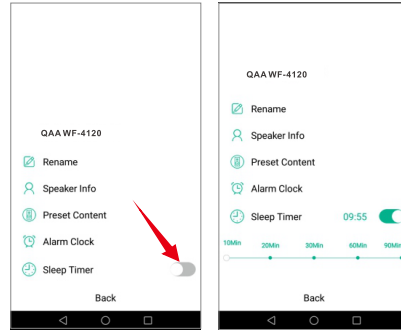 QAA WF-4120
Rename
Speaker Info
Preset Content
Alarm Clock
Sleep Timer
Back
QAA WF-4120
Rename
Speaker Info
Preset Content
Alarm Clock
Sleep Timer 09:55
10Min 20Min 30Min 60Min 90Min
Back